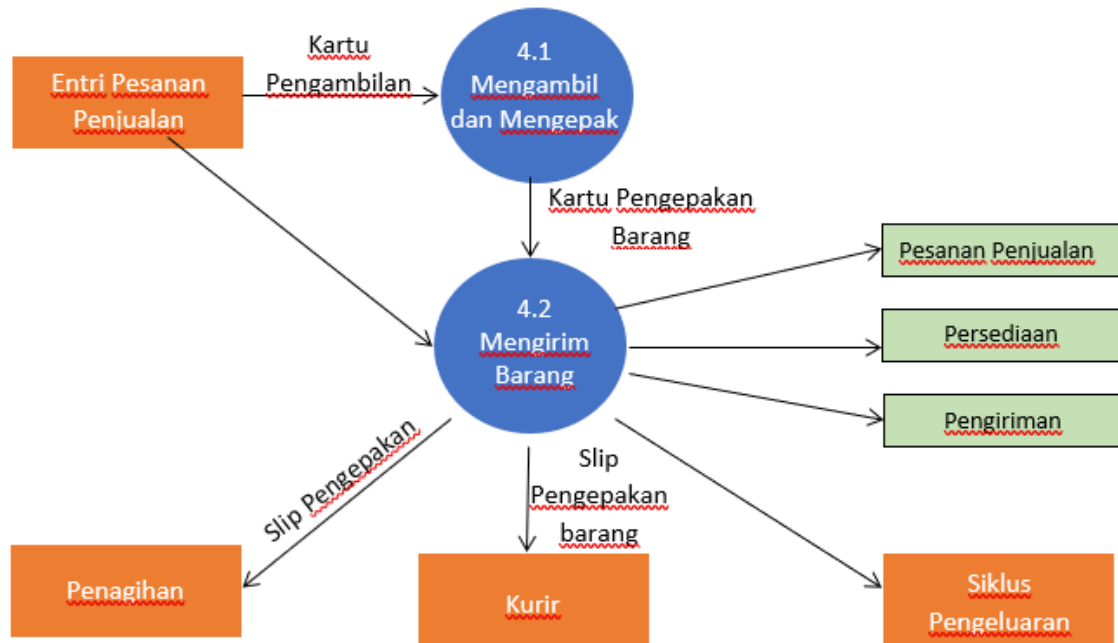 Entri Pesanan
Penjualan
Kartu
Pengambilan
4.1
Mengambil
dan Mengepak
Kartu Pengepakan
Barang
4.2
Mengirim
Barang
Pesanan Penjualan
Persediaan
Pengiriman
Slip Pengepakan
Slip
Pengepakan
barang
Penagihan
Kurir
Siklus
Pengeluaran